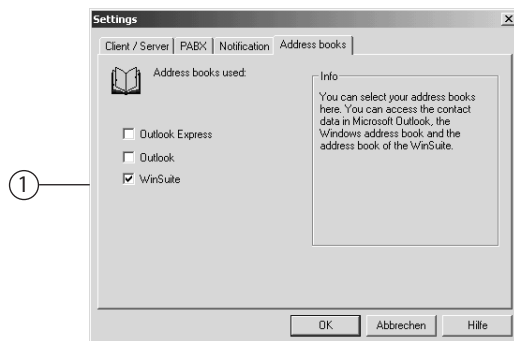 Settings
Client / Server
PABX
Notification
Address books
Address books used:
Outlook Express
Outlook
WinSuite
Info
You can select your address books
here. You can access the contact
data in Microsoft Outlook, the
Windows address book and the
address book of the WinSuite.
1
OK
Abbrechen
Hilfe